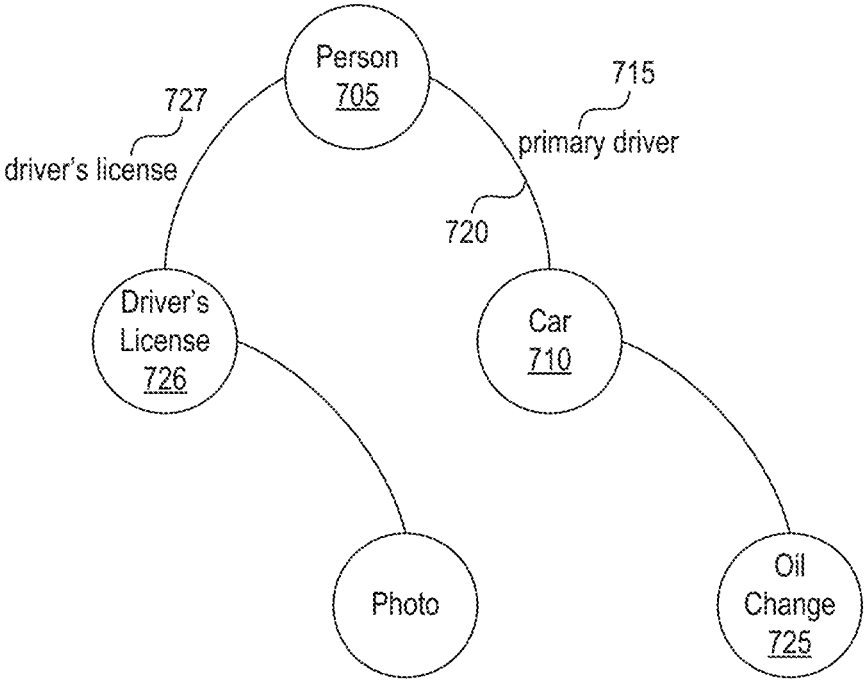 Person
705
727
driver's license
715
primary driver
720
Driver's
License
726
Car
710
Photo
Oil
Change
725